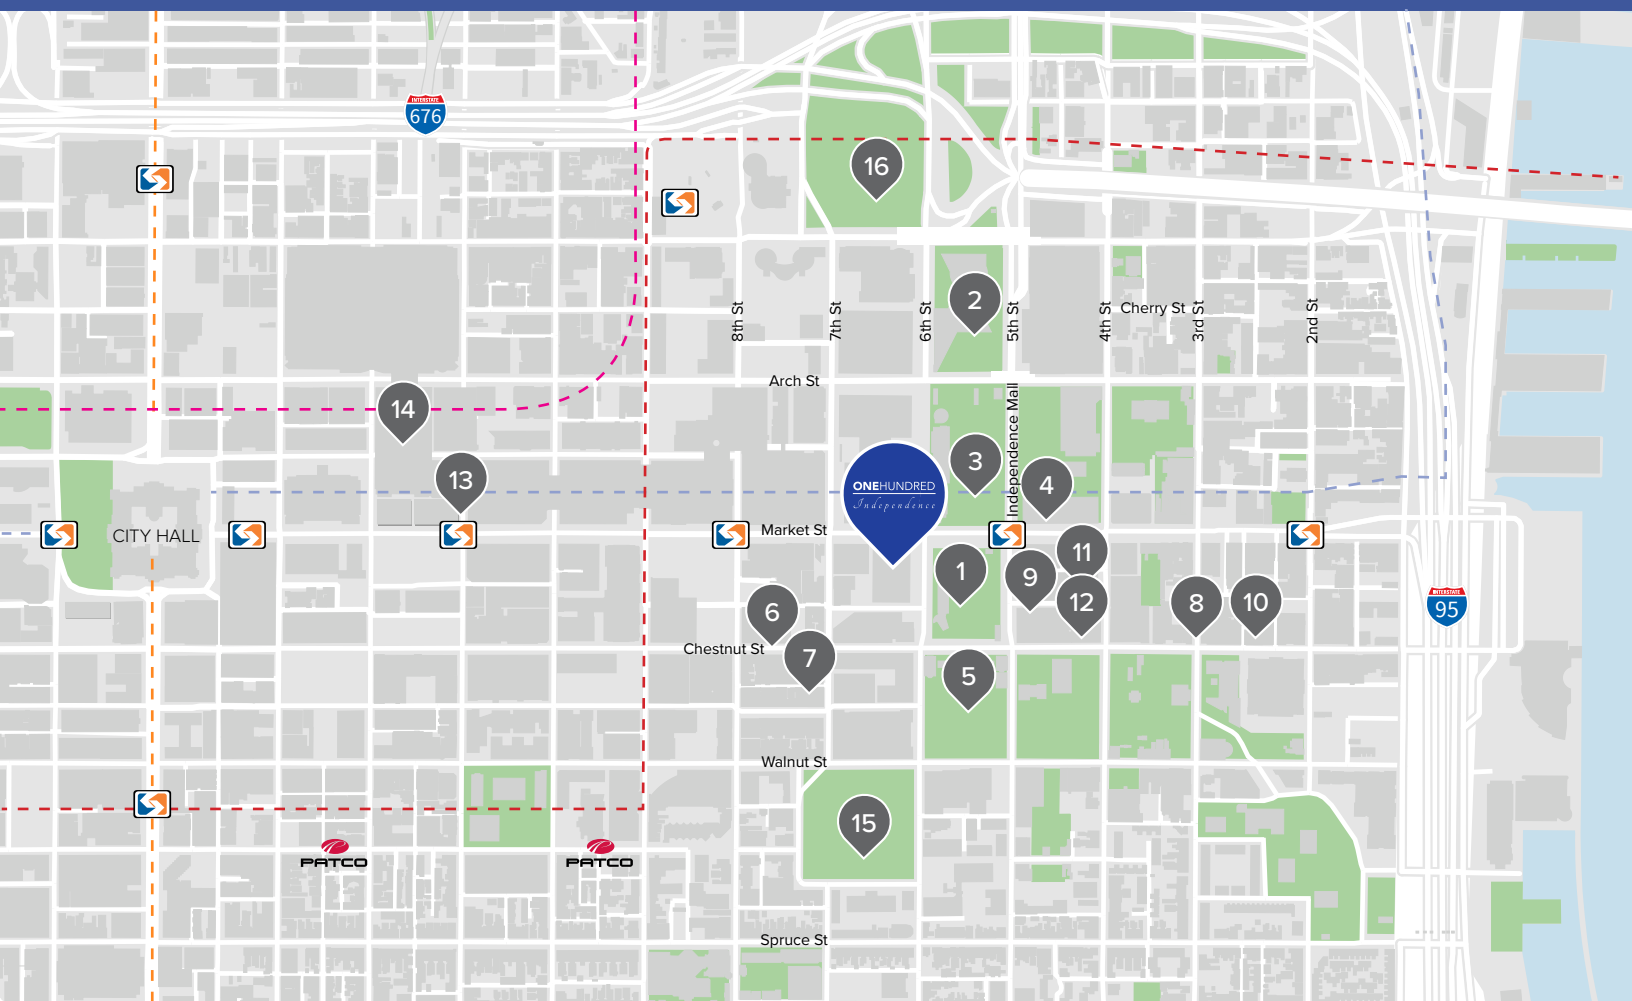 INTERSTATE
676
16
2
8th St
7th St
6th St
5th St
4th St
Cherry St
3rd St
2nd St
Arch St
14
13
3
4
Independence Mall
ONEHUNDRED
Independence
CITY HALL
Market St
11
1
9
12
8
10
INTERSTATE
95
6
Chestnut St
7
5
Walnut St
15
PATCO
PATCO
Spruce St